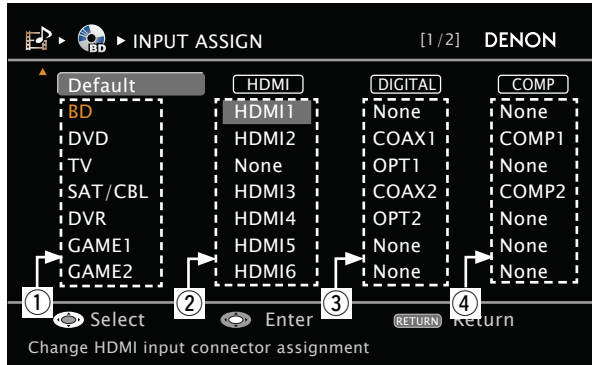 BD INPUT ASSIGN [1/2] DENON
Default HDMI DIGITAL COMP
BD HDMI1 None None
DVD HDMI2 COAX1 COMP1
TV None OPT1 None
SAT/CBL HDMI3 COAX2 COMP2
DVR HDMI4 OPT2 None
GAME1 HDMI5 None None
GAME2 HDMI6 None None
1 2 3 4
Select Enter RETURN Return
Change HDMI input connector assignment